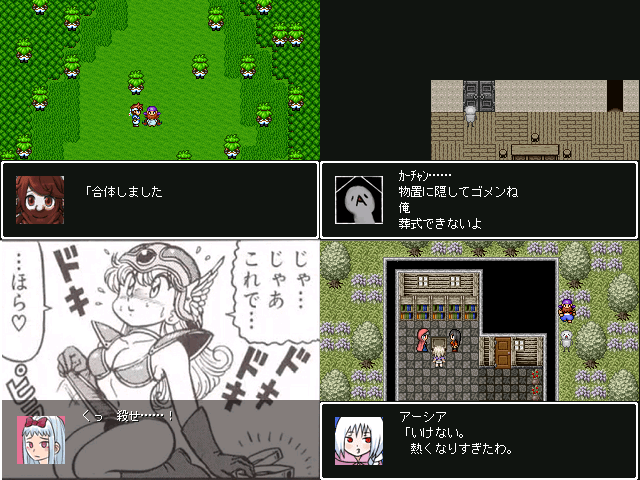 「合体しました
ｶｰﾁｬﾝ……
物置に隠してゴメンね
俺
葬式できないよ
じゃ…
じゃあ
これで…
…ほら♡
ドキ
ドキ
ドキ
くっ　殺せ……！
アーシア
「いけない。
熱くなりすぎたわ。